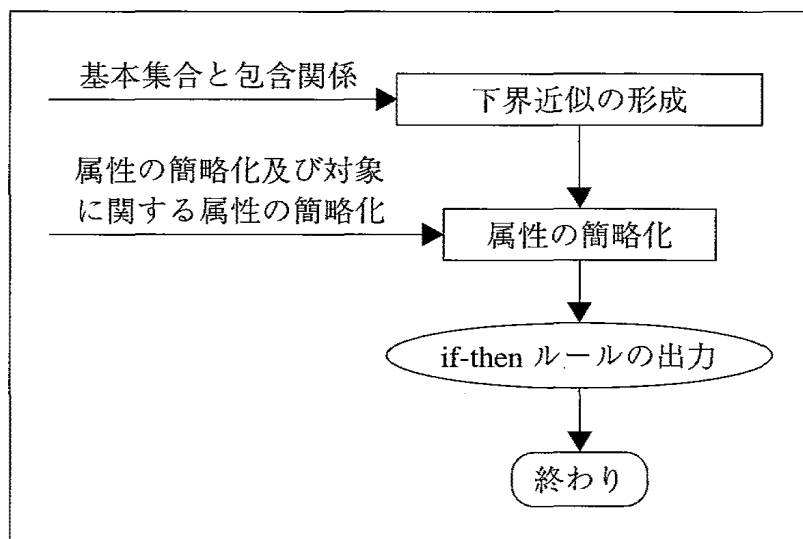 基本集合と包含関係
下界近似の形成
属性の簡略化及び対象
に関する属性の簡略化
属性の簡略化
if-then ルールの出力
終わり